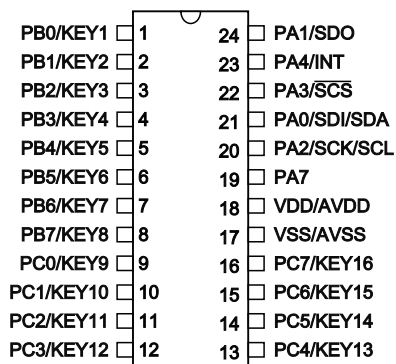 PB0/KEY1 1 24 PA1/SDO
PB1/KEY2 2 23 PA4/INT
PB2/KEY3 3 22 PA3/SCS
PB3/KEY4 4 21 PA0/SDI/SDA
PB4/KEY5 5 20 PA2/SCK/SCL
PB5/KEY6 6 19 PA7
PB6/KEY7 7 18 VDD/AVDD
PB7/KEY8 8 17 VSS/AVSS
PC0/KEY9 9 16 PC7/KEY16
PC1/KEY10 10 15 PC6/KEY15
PC2/KEY11 11 14 PC5/KEY14
PC3/KEY12 12 13 PC4/KEY13